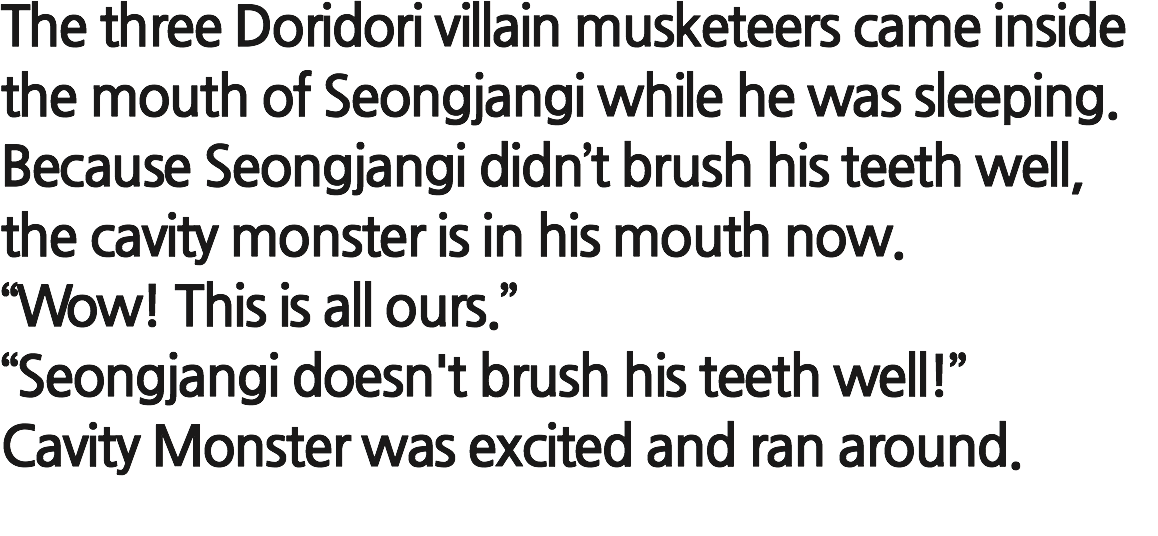 The three Doridori villain musketeers came inside
the mouth of Seongjangi while he was sleeping.
Because Seongjangi didn’t brush his teeth well,
the cavity monster is in his mouth now.
“Wow! This is all ours.”
“Seongjangi doesn't brush his teeth well!”
Cavity Monster was excited and ran around.